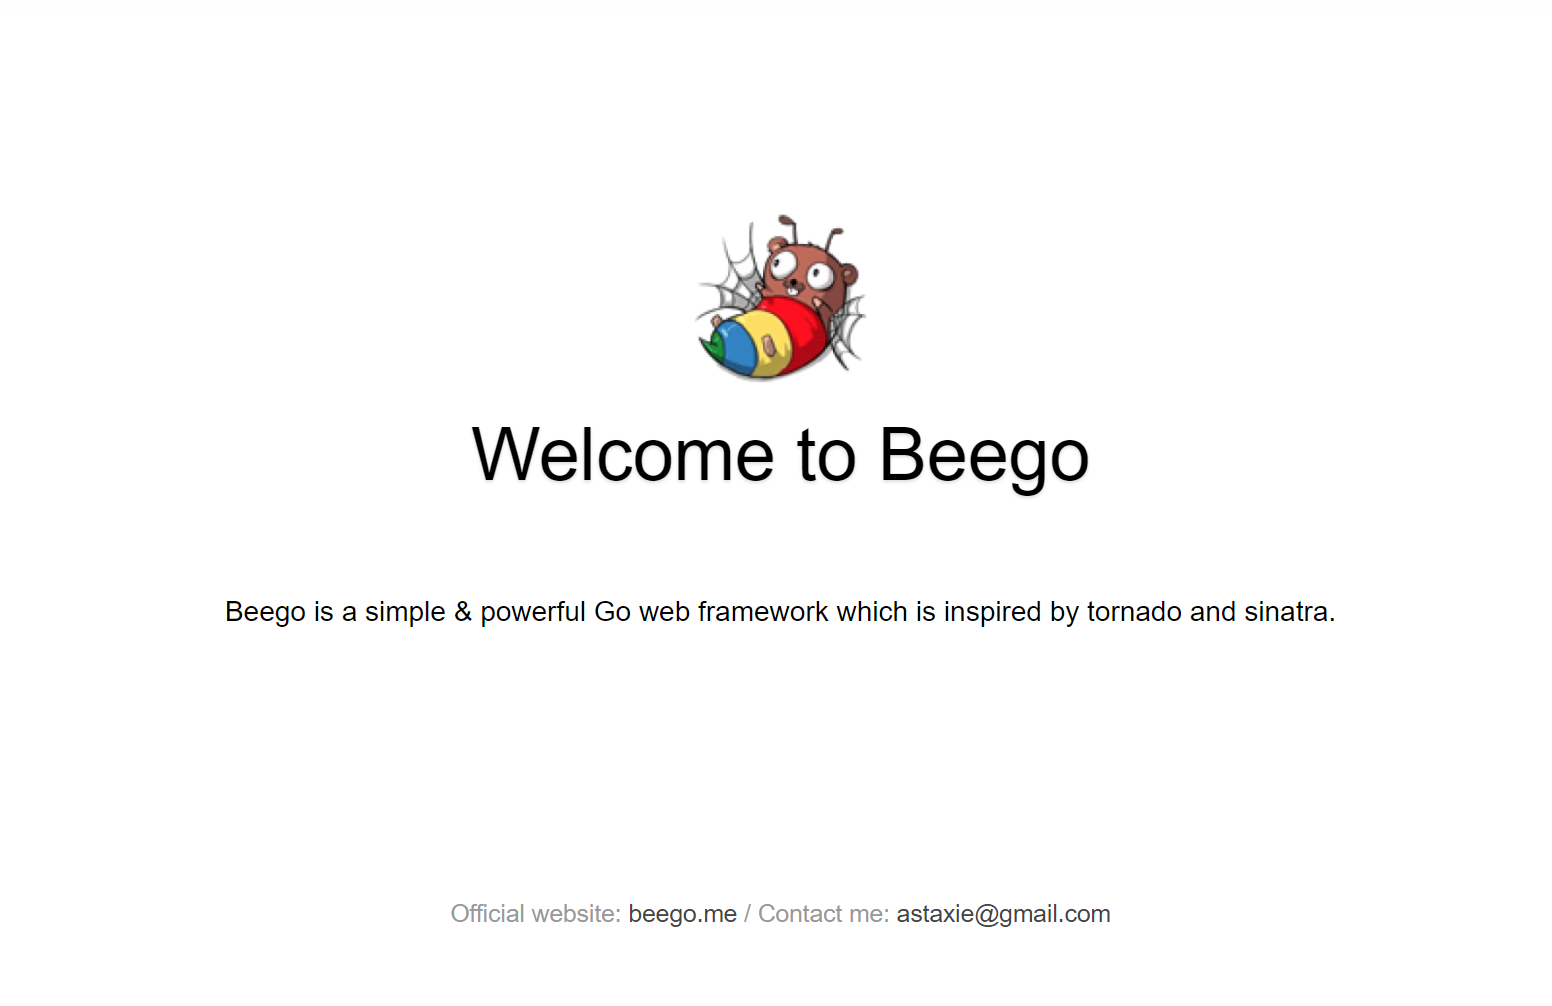 Welcome to Beego
Beego is a simple & powerful Go web framework which is inspired by tornado and sinatra.
Official website: beego.me / Contact me: astaxie@gmail.com